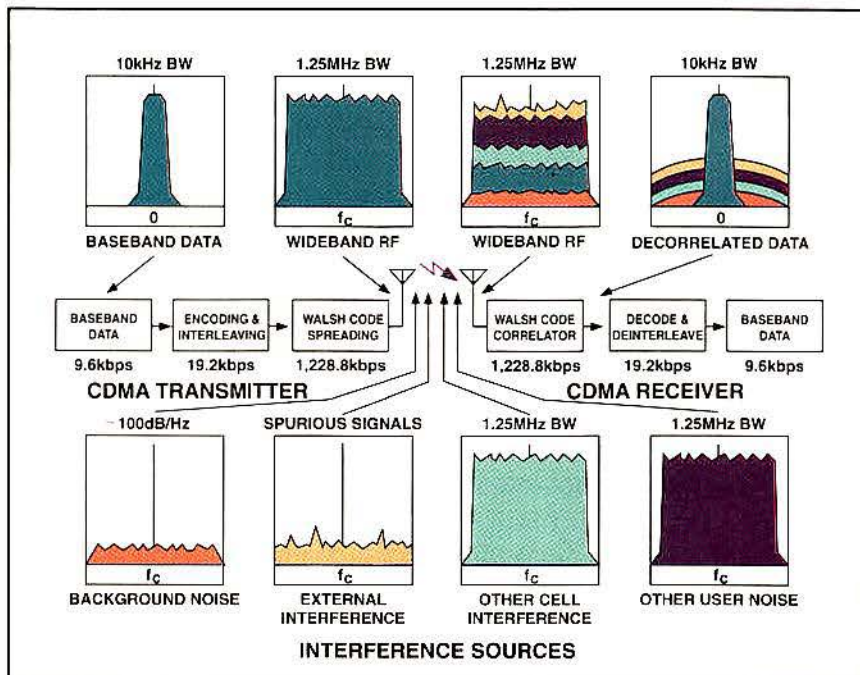 10kHz BW
1.25MHz BW
1.25MHz BW
10kHz BW
0
fC
fC
0
BASEBAND DATA
WIDEBAND RF
WIDEBAND RF
DECORRELATED DATA
BASEBAND
DATA
ENCODING &
INTERLEAVING
WALSH CODE
SPREADING
WALSH CODE
CORRELATOR
DECODE &
DEINTERLEAVE
BASEBAND
DATA
9.6kbps
19.2kbps
1,228.8kbps
1,228.8kbps
19.2kbps
9.6kbps
CDMA TRANSMITTER
CDMA RECEIVER
-100dB/Hz
SPURIOUS SIGNALS
1.25MHz BW
1.25MHz BW
fC
fC
fC
fC
BACKGROUND NOISE
EXTERNAL
INTERFERENCE
OTHER CELL
INTERFERENCE
OTHER USER NOISE
INTERFERENCE SOURCES